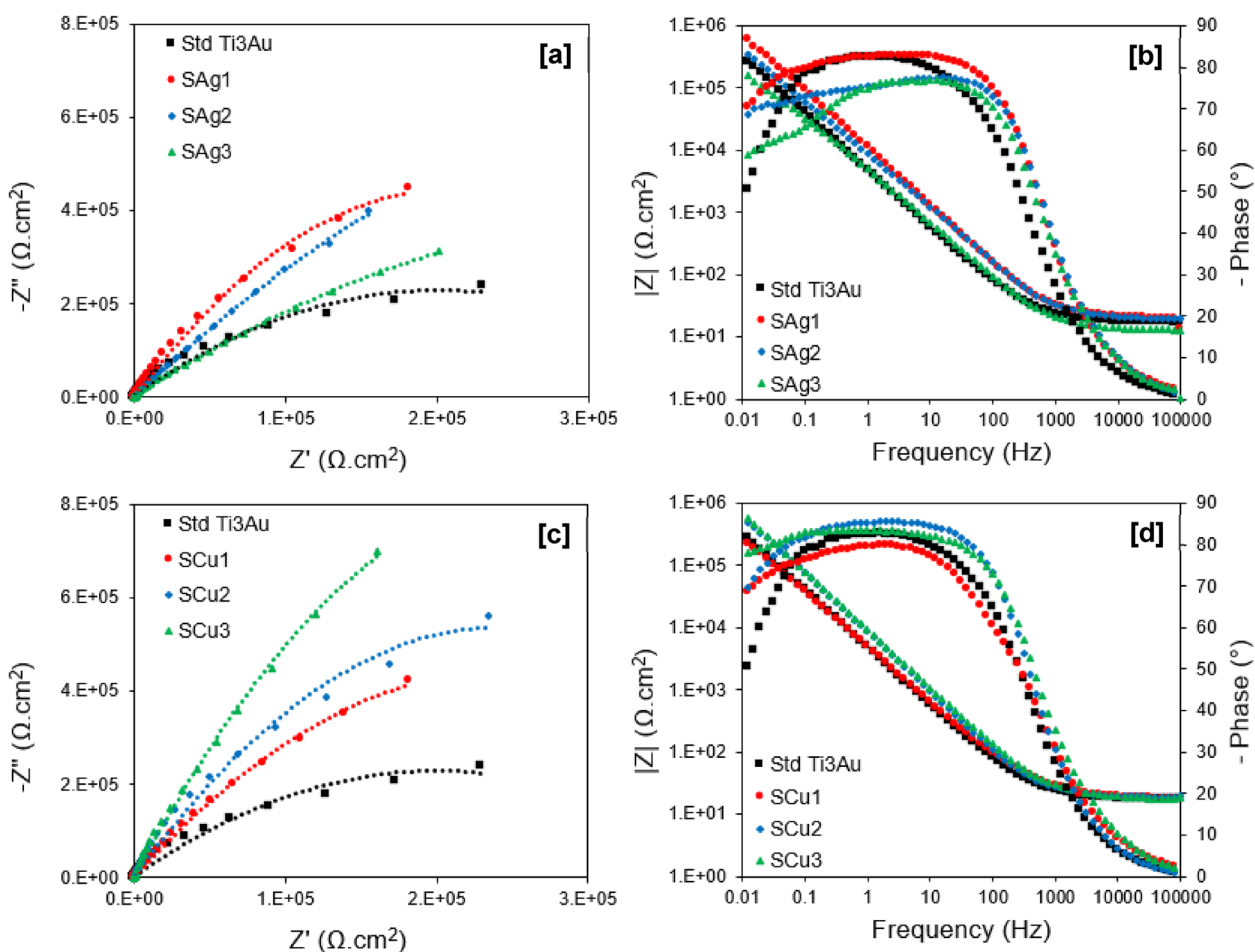 [a]
8.E+05
6.E+05
4.E+05
2.E+05
0.E+00
-Z" (Ω.cm²)
Std Ti3Au
SAg1
SAg2
SAg3
0.E+00 1.E+05 2.E+05 3.E+05
Z' (Ω.cm²)
[b]
1.E+06
1.E+05
1.E+04
1.E+03
1.E+02
1.E+01
1.E+00
|Z| (Ω.cm²)
Std Ti3Au
SAg1
SAg2
SAg3
90
80
70
60
50
40
30
20
10
0
- Phase (°)
0.01 0.1 1 10 100 1000 10000 100000
Frequency (Hz)
[c]
8.E+05
6.E+05
4.E+05
2.E+05
0.E+00
-Z" (Ω.cm²)
Std Ti3Au
SCu1
SCu2
SCu3
0.E+00 1.E+05 2.E+05 3.E+05
Z' (Ω.cm²)
[d]
1.E+06
1.E+05
1.E+04
1.E+03
1.E+02
1.E+01
1.E+00
|Z| (Ω.cm²)
Std Ti3Au
SCu1
SCu2
SCu3
90
80
70
60
50
40
30
20
10
0
- Phase (°)
0.01 0.1 1 10 100 1000 10000 100000
Frequency (Hz)